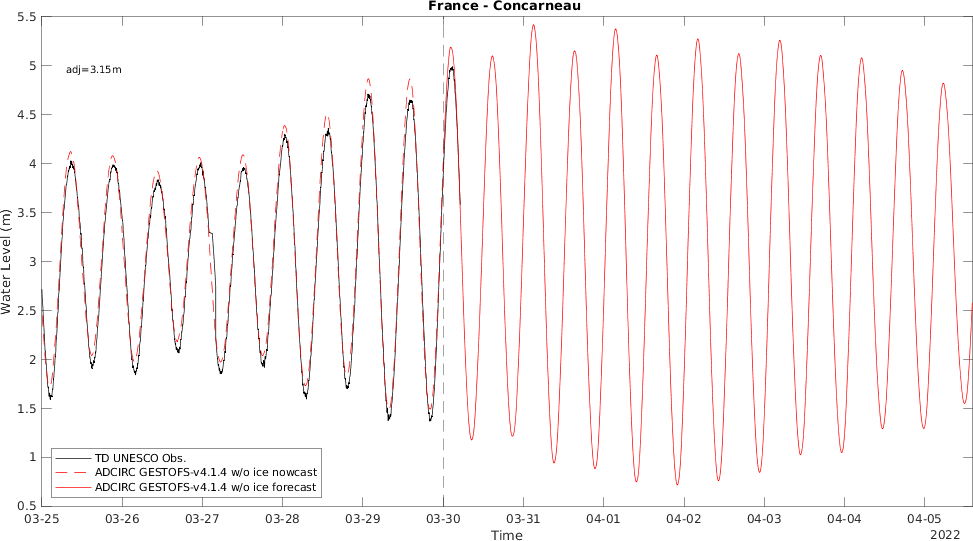 France - Concarneau
adj=3.15m
Water Level (m)
5.5
5
4.5
4
3.5
3
2.5
2
1.5
1
0.5
TD UNESCO Obs.
ADCIRC GESTOFS-v4.1.4 w/o ice nowcast
ADCIRC GESTOFS-v4.1.4 w/o ice forecast
03-25 03-26 03-27 03-28 03-29 03-30 03-31 04-01 04-02 04-03 04-04 04-05
Time
2022